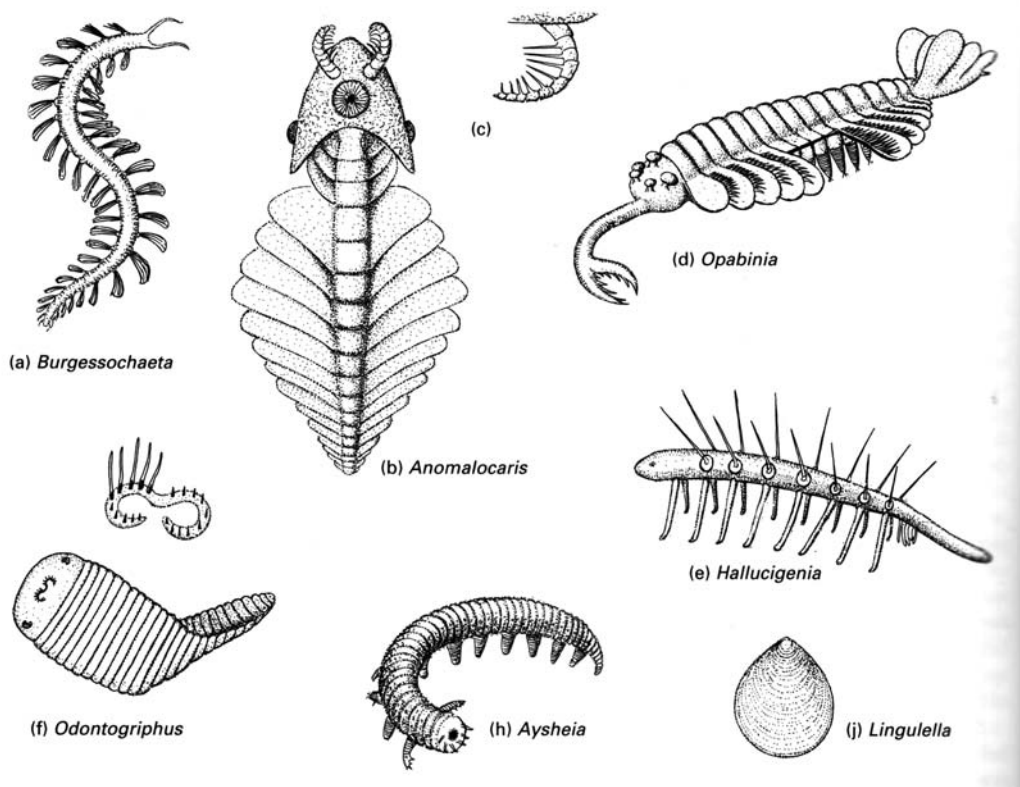 (c)
(d) Opabinia
(a) Burgessochaeta
(b) Anomalocaris
(e) Hallucigenia
(f) Odontogriphus
(h) Aysheia
(j) Lingulella